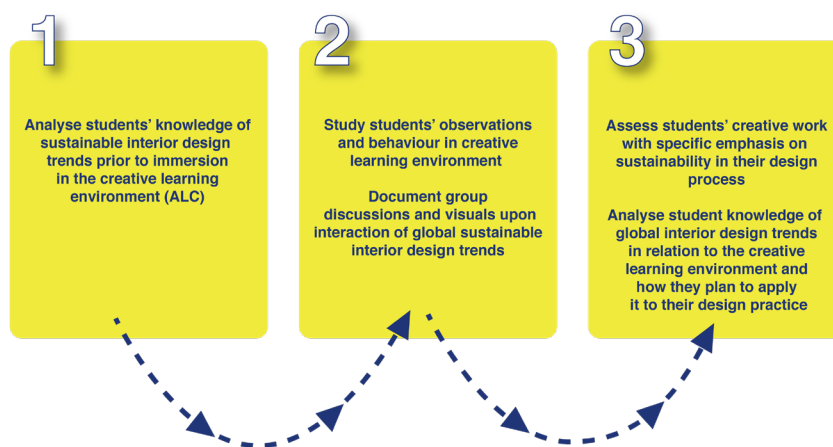 1
Analyse students' knowledge of
sustainable interior design
trends prior to immersion
in the creative learning
environment (ALC)
2
Study students' observations
and behaviour in creative
learning environment
Document group
discussions and visuals upon
interaction of global sustainable
interior design trends
3
Assess students' creative work
with specific emphasis on
sustainability in their design
process
Analyse student knowledge of
global interior design trends
in relation to the creative
learning environment and
how they plan to apply
it to their design practice